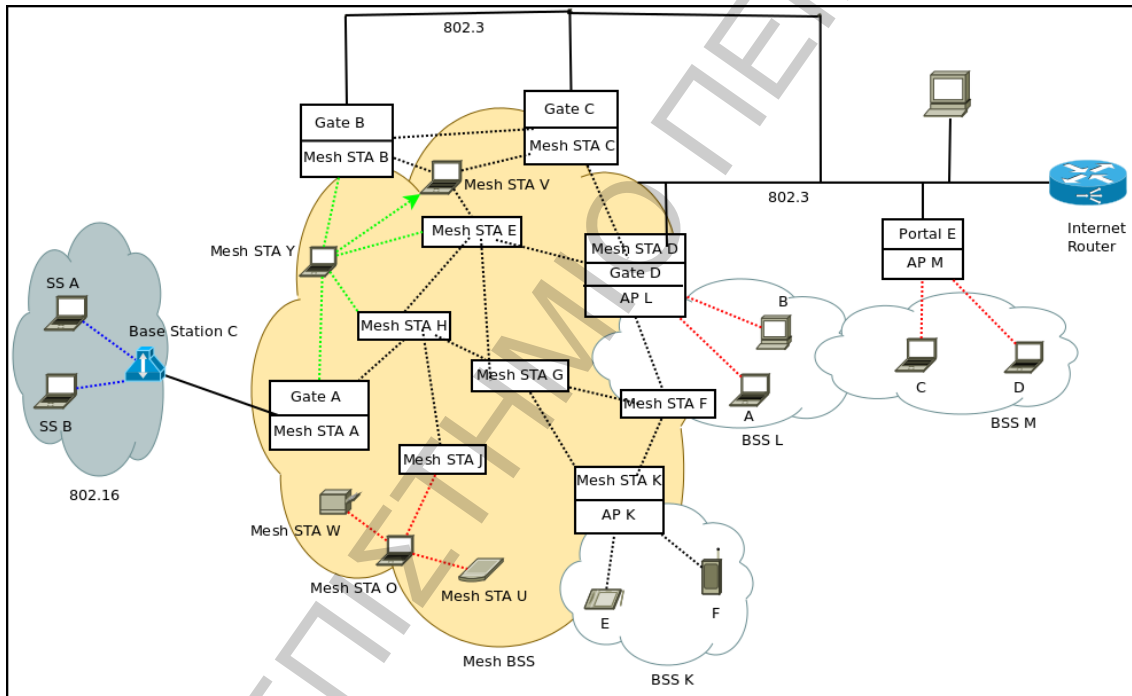 802.3
Gate B
Mesh STA B
Gate C
Mesh STA C
Mesh STA V
802.3
Internet
Router
Mesh STA Y
Mesh STA E
Mesh STA D
Gate D
AP L
Portal E
AP M
SS A
SS B
Base Station C
802.16
Mesh STA H
Gate A
Mesh STA A
Mesh STA G
Mesh STA F
B
A
BSS L
C
D
BSS M
Mesh STA J
Mesh STA K
AP K
Mesh STA W
Mesh STA O
Mesh STA U
E
F
Mesh BSS
BSS K